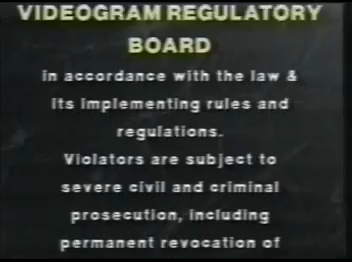 VIDEOGRAM REGULATORY
BOARD
in accordance with the law &
its implementing rules and
regulations.
Violators are subject to
severe civil and criminal
prosecution, including
permanent revocation of